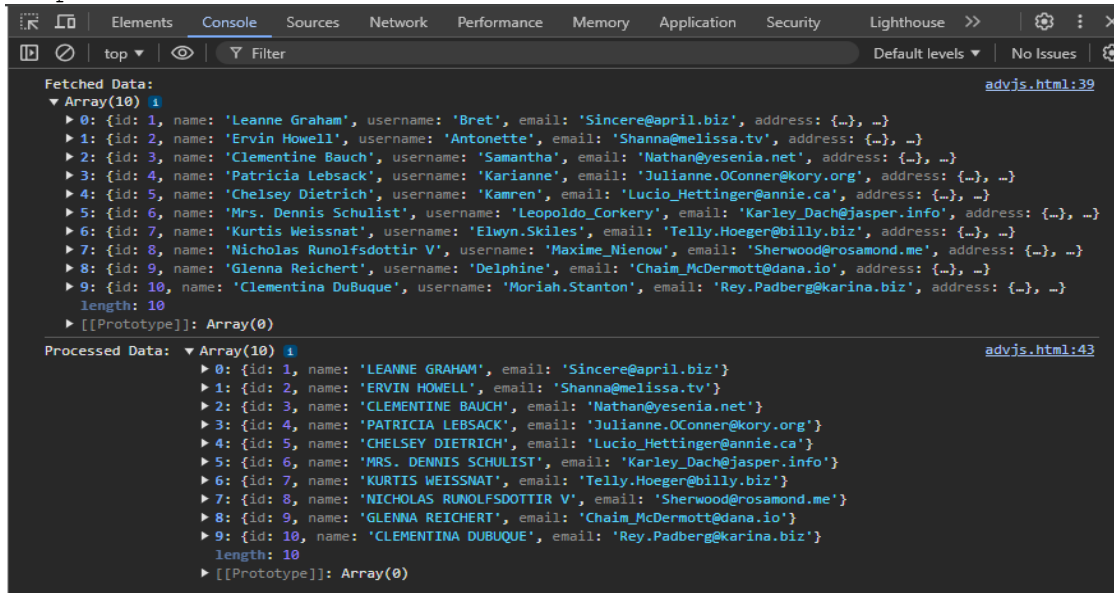 Elements Console Sources Network Performance Memory Application Security Lighthouse >>
top ▼ Filter Default levels ▼ No Issues
Fetched Data: advjs.html:39
▼ Array(10) i
▶ 0: {id: 1, name: 'Leanne Graham', username: 'Bret', email: 'Sincere@april.biz', address: {…}, …}
▶ 1: {id: 2, name: 'Ervin Howell', username: 'Antonette', email: 'Shanna@melissa.tv', address: {…}, …}
▶ 2: {id: 3, name: 'Clementine Bauch', username: 'Samantha', email: 'Nathan@yesenia.net', address: {…}, …}
▶ 3: {id: 4, name: 'Patricia Lebsack', username: 'Karianne', email: 'Julianne.OConner@kory.org', address: {…}, …}
▶ 4: {id: 5, name: 'Chelsey Dietrich', username: 'Kamren', email: 'Lucio_Hettinger@annie.ca', address: {…}, …}
▶ 5: {id: 6, name: 'Mrs. Dennis Schulist', username: 'Leopoldo_Corkery', email: 'Karley_Dach@jasper.info', address: {…}, …}
▶ 6: {id: 7, name: 'Kurtis Weissnat', username: 'Elwyn.Skiles', email: 'Telly.Hoeger@billy.biz', address: {…}, …}
▶ 7: {id: 8, name: 'Nicholas Runolfsdottir V', username: 'Maxime_Nienow', email: 'Sherwood@rosamond.me', address: {…}, …}
▶ 8: {id: 9, name: 'Glenna Reichert', username: 'Delphine', email: 'Chaim_McDermott@dana.io', address: {…}, …}
▶ 9: {id: 10, name: 'Clementina DuBuque', username: 'Moriah.Stanton', email: 'Rey.Padberg@karina.biz', address: {…}, …}
length: 10
▶ [[Prototype]]: Array(0)
Processed Data: ▼ Array(10) i advjs.html:43
▶ 0: {id: 1, name: 'LEANNE GRAHAM', email: 'Sincere@april.biz'}
▶ 1: {id: 2, name: 'ERVIN HOWELL', email: 'Shanna@melissa.tv'}
▶ 2: {id: 3, name: 'CLEMENTINE BAUCH', email: 'Nathan@yesenia.net'}
▶ 3: {id: 4, name: 'PATRICIA LEBSACK', email: 'Julianne.OConner@kory.org'}
▶ 4: {id: 5, name: 'CHELSEY DIETRICH', email: 'Lucio_Hettinger@annie.ca'}
▶ 5: {id: 6, name: 'MRS. DENNIS SCHULIST', email: 'Karley_Dach@jasper.info'}
▶ 6: {id: 7, name: 'KURTIS WEISSNAT', email: 'Telly.Hoeger@billy.biz'}
▶ 7: {id: 8, name: 'NICHOLAS RUNOLFSDOTTIR V', email: 'Sherwood@rosamond.me'}
▶ 8: {id: 9, name: 'GLENNA REICHERT', email: 'Chaim_McDermott@dana.io'}
▶ 9: {id: 10, name: 'CLEMENTINA DUBUQUE', email: 'Rey.Padberg@karina.biz'}
length: 10
▶ [[Prototype]]: Array(0)